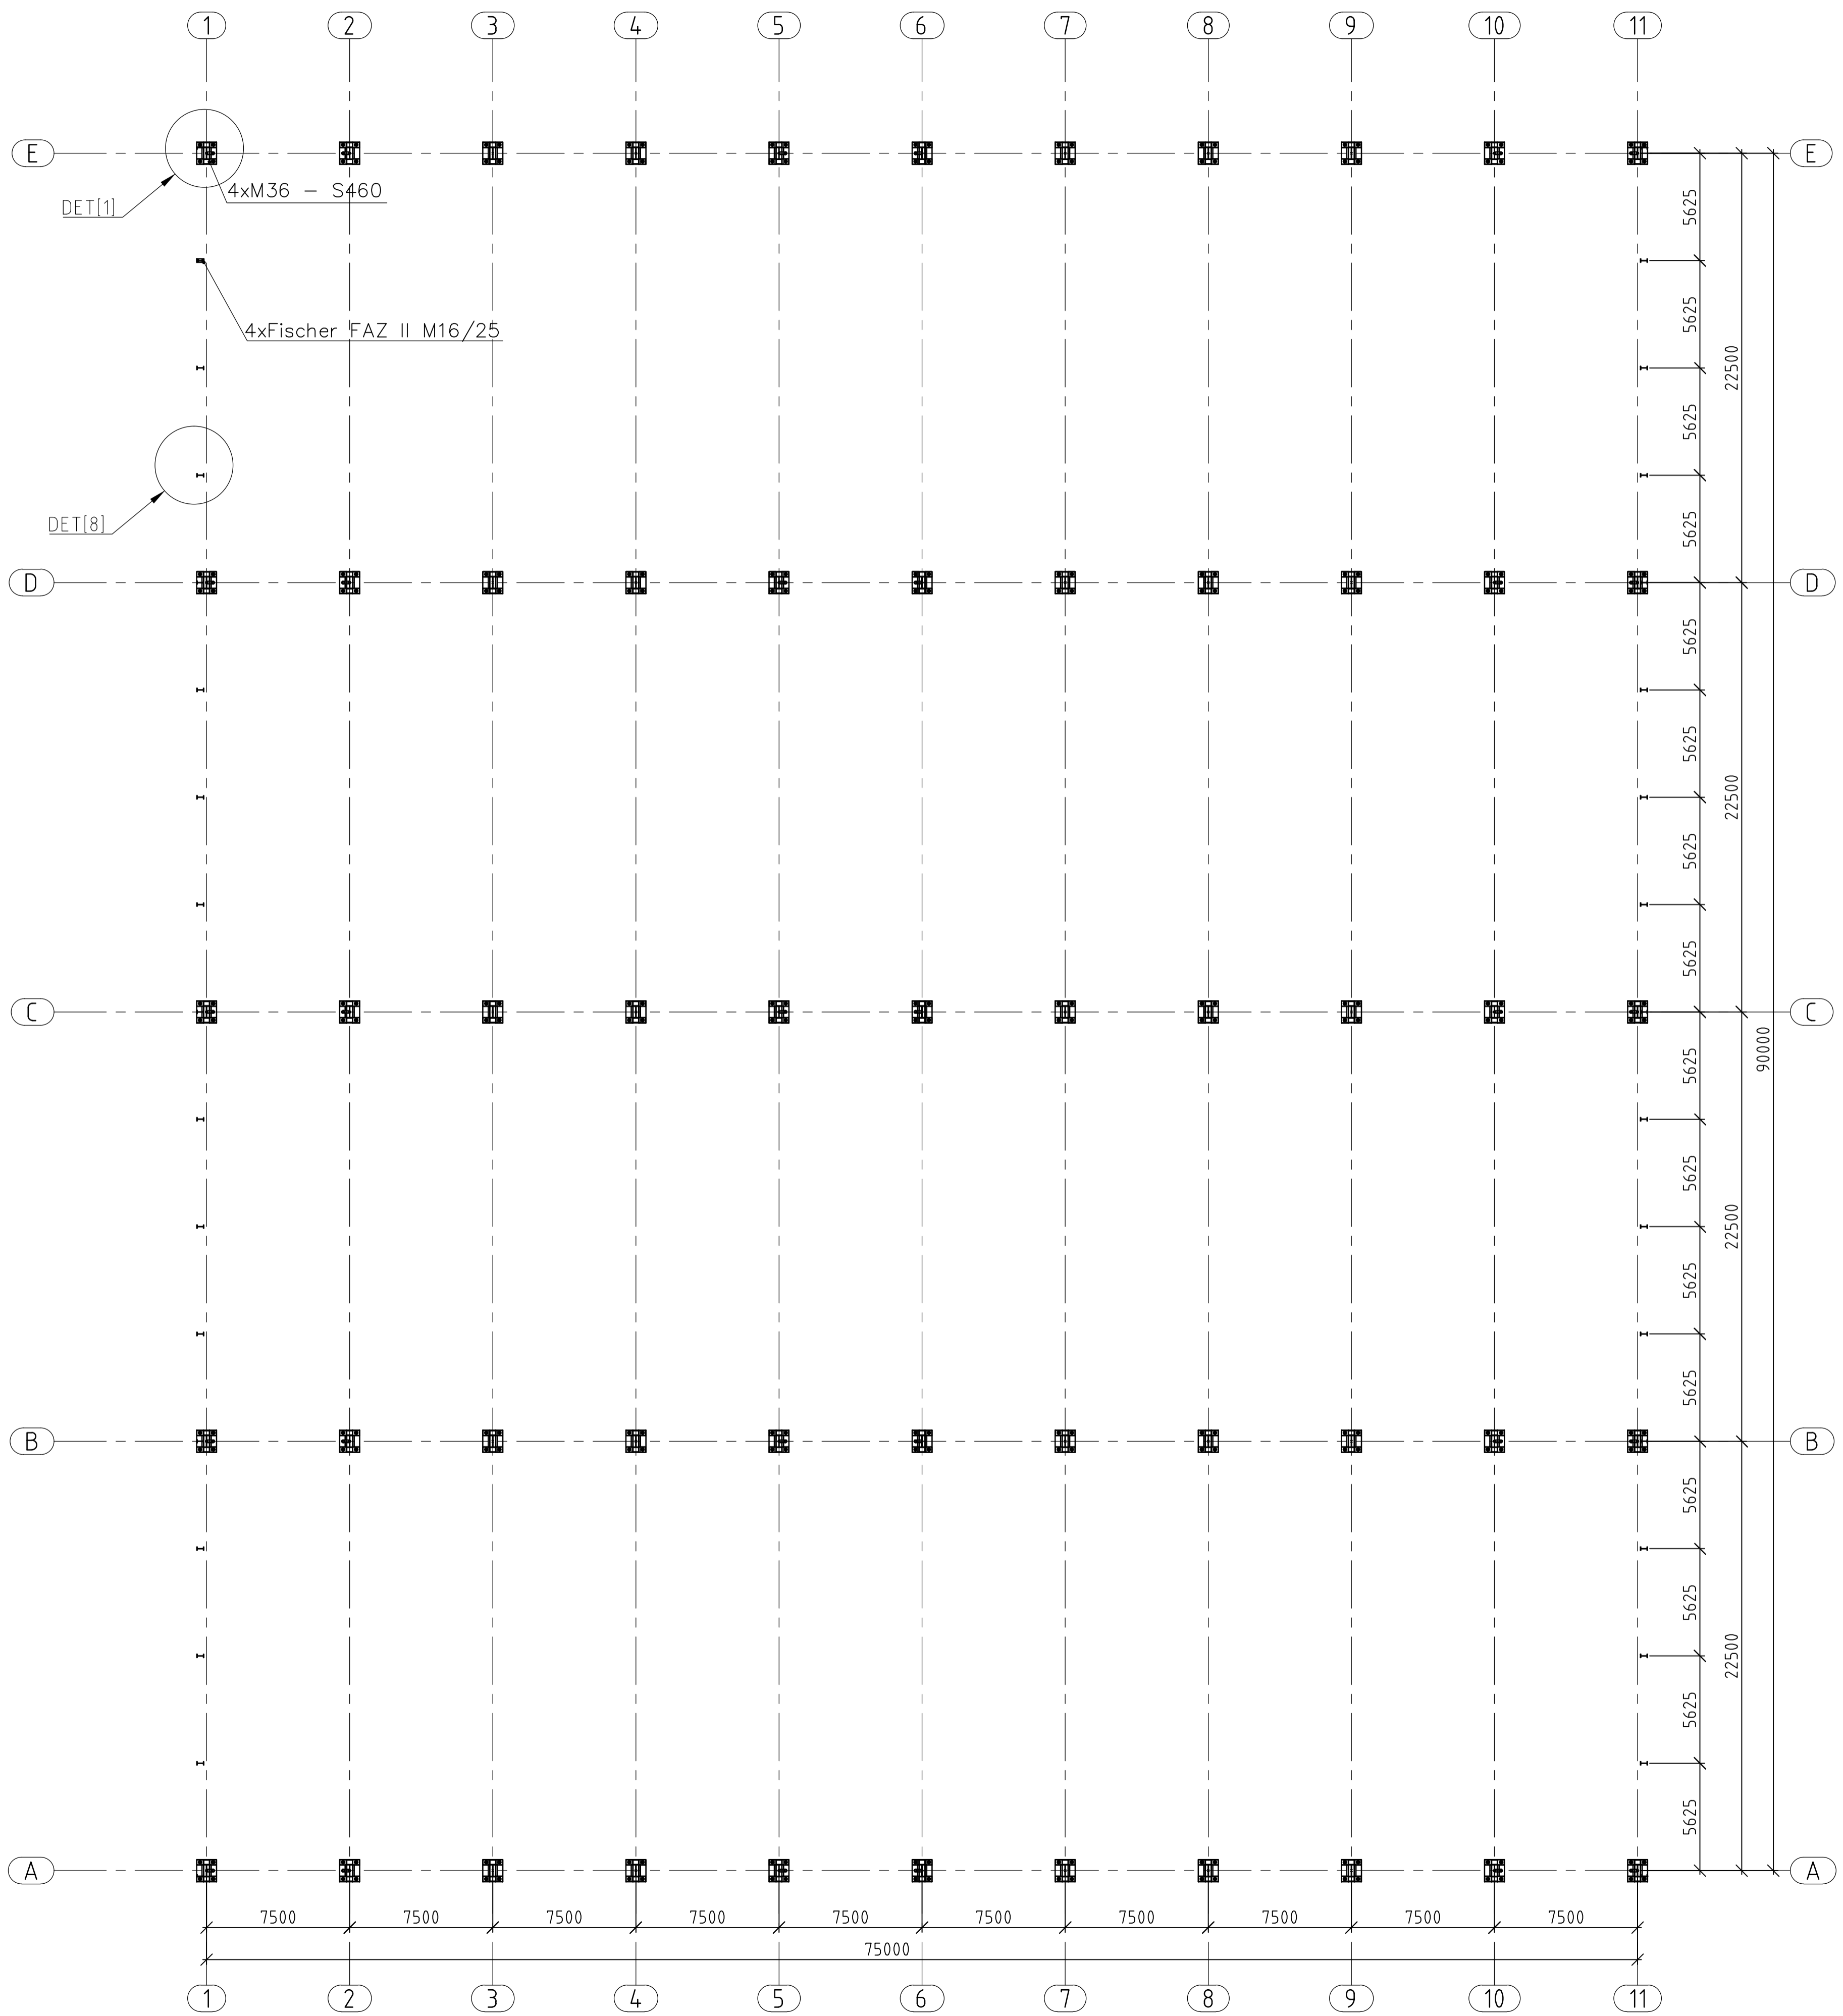 1 2 3 4 5 6 7 8 9 10 11
E E
4xM36 - S460
DET[1]
5625
4xFischer FAZ II M16/25
5625
22500
5625
DET[8]
5625
D D
5625
5625
22500
5625
5625
C C
90000
5625
5625
22500
5625
5625
B B
5625
5625
22500
5625
5625
A A
7500 7500 7500 7500 7500 7500 7500 7500 7500 7500
75000
1 2 3 4 5 6 7 8 9 10 11